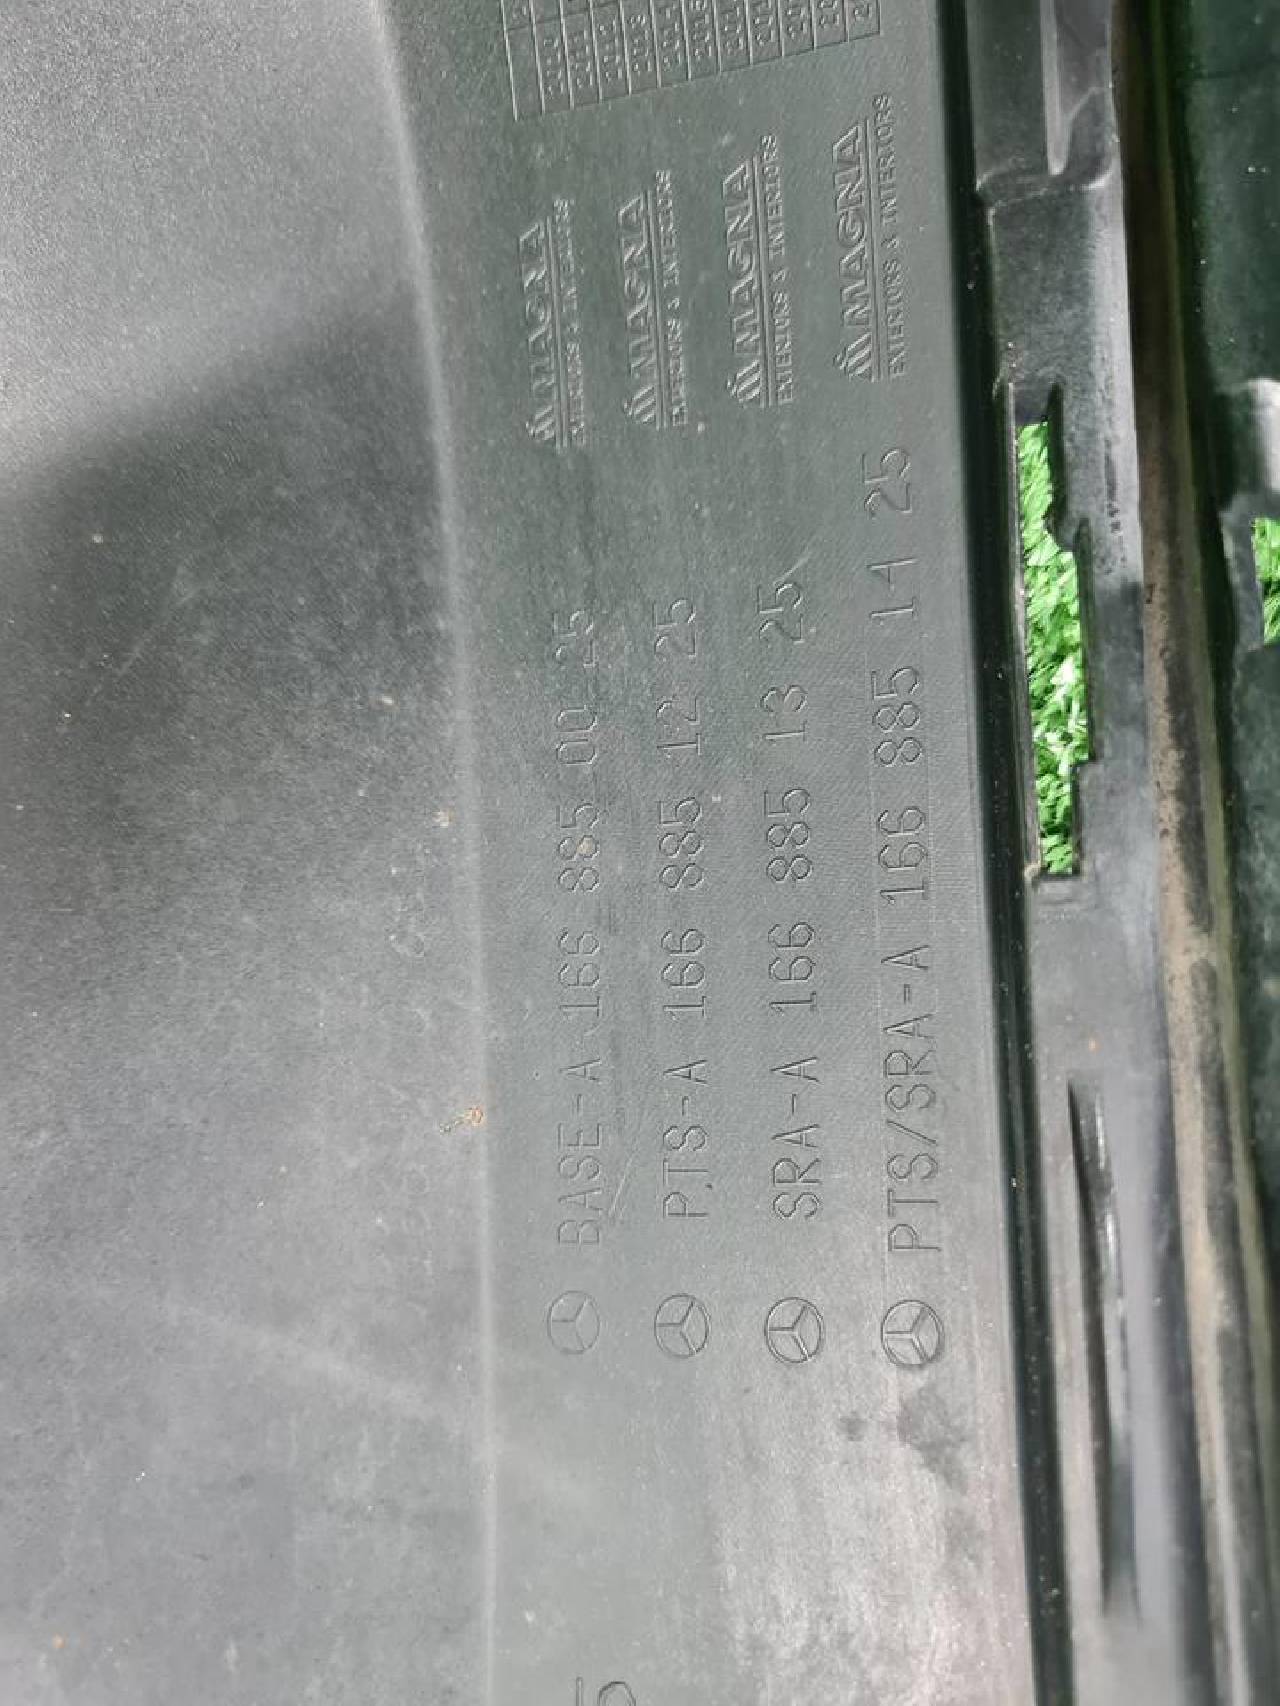 BASE-A 166 885 00 25
MAGNA
EXTERIORS & INTERIORS
PTS-A 166 885 12 25
MAGNA
EXTERIORS & INTERIORS
SRA-A 166 885 13 25
MAGNA
EXTERIORS & INTERIORS
PTS/SRA-A 166 885 14 25
MAGNA
EXTERIORS & INTERIORS